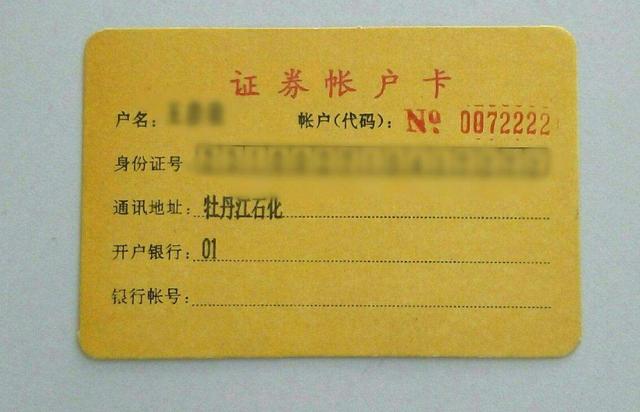 证券帐户卡
户名： 帐户(代码)： Nº 0072222
身份证号
通讯地址：牡丹江石化
开户银行：01
银行帐号：